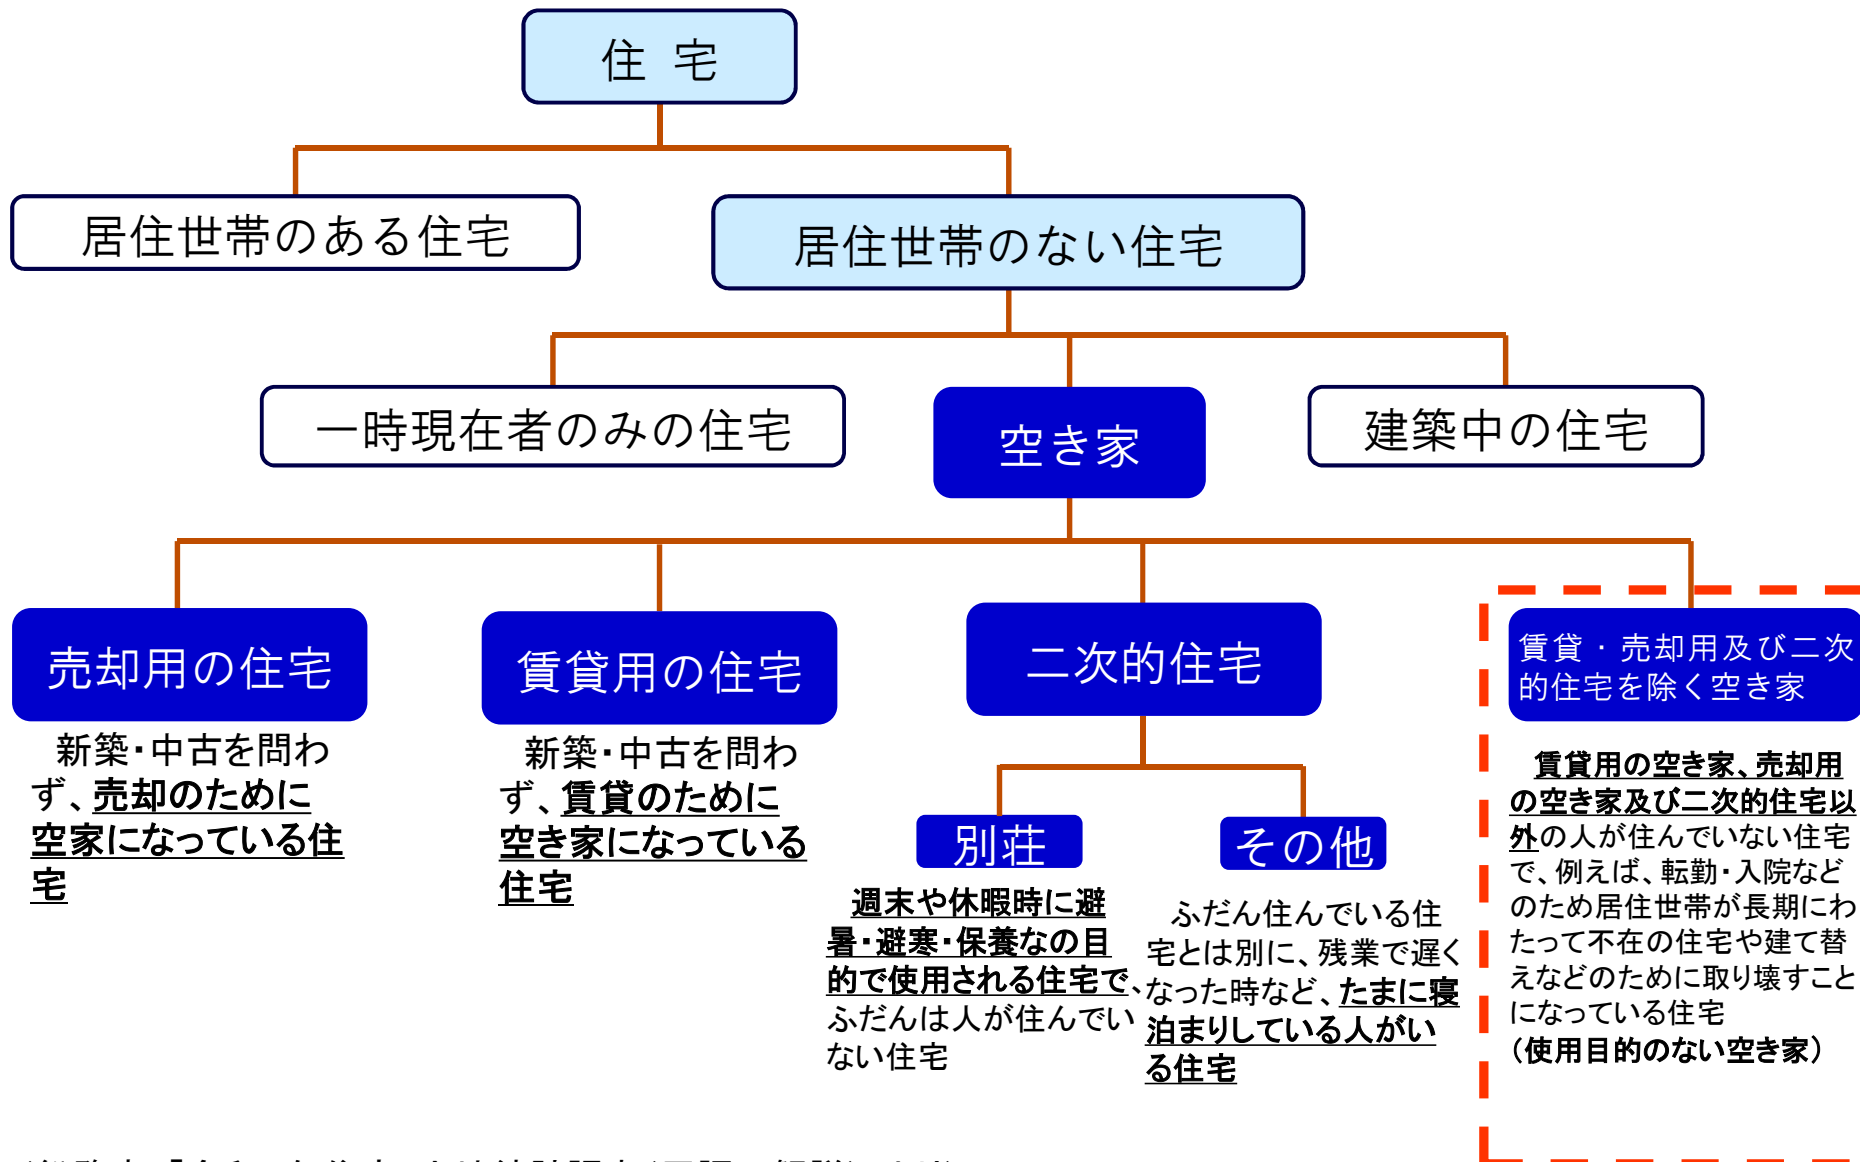 住 宅
居住世帯のある住宅
居住世帯のない住宅
一時現在者のみの住宅
空き家
建築中の住宅
売却用の住宅
賃貸用の住宅
二次的住宅
賃貸・売却用及び二次
的住宅を除く空き家
新築・中古を問わ
ず、売却のために
空家になっている住
宅
新築・中古を問わ
ず、賃貸のために
空き家になっている
住宅
別荘
週末や休暇時に避
暑・避寒・保養なの目
的で使用される住宅で、
ふだんは人が住んでい
ない住宅
その他
ふだん住んでいる住
宅とは別に、残業で遅く
なった時など、たまに寝
泊まりしている人がい
る住宅
賃貸用の空き家、売却用
の空き家及び二次的住宅以
外の人が住んでいない住宅
で、例えば、転勤・入院など
のため居住世帯が長期にわ
たって不在の住宅や建て替
えなどのために取り壊すこと
になっている住宅
（使用目的のない空き家）